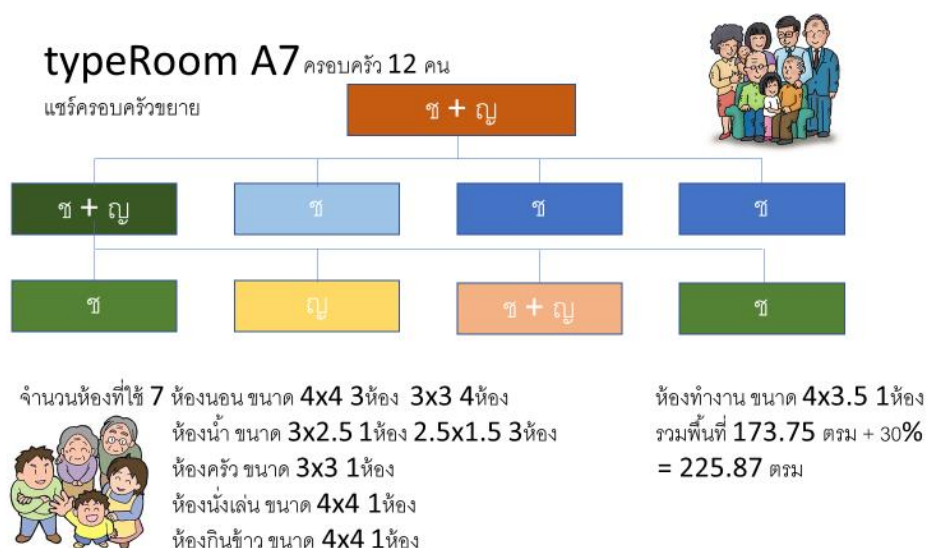 typeRoom A7 ครอบครัว 12 คน
แชร์ครอบครัวขยาย
ช + ญ
ช + ญ
ช
ช
ช
ช
ญ
ช + ญ
ช
จำนวนห้องที่ใช้ 7 ห้องนอน ขนาด 4x4 3ห้อง 3x3 4ห้อง
ห้องน้ำ ขนาด 3x2.5 1ห้อง 2.5x1.5 3ห้อง
ห้องครัว ขนาด 3x3 1ห้อง
ห้องนั่งเล่น ขนาด 4x4 1ห้อง
ห้องกินข้าว ขนาด 4x4 1ห้อง
ห้องทำงาน ขนาด 4x3.5 1ห้อง
รวมพื้นที่ 173.75 ตรม + 30%
= 225.87 ตรม